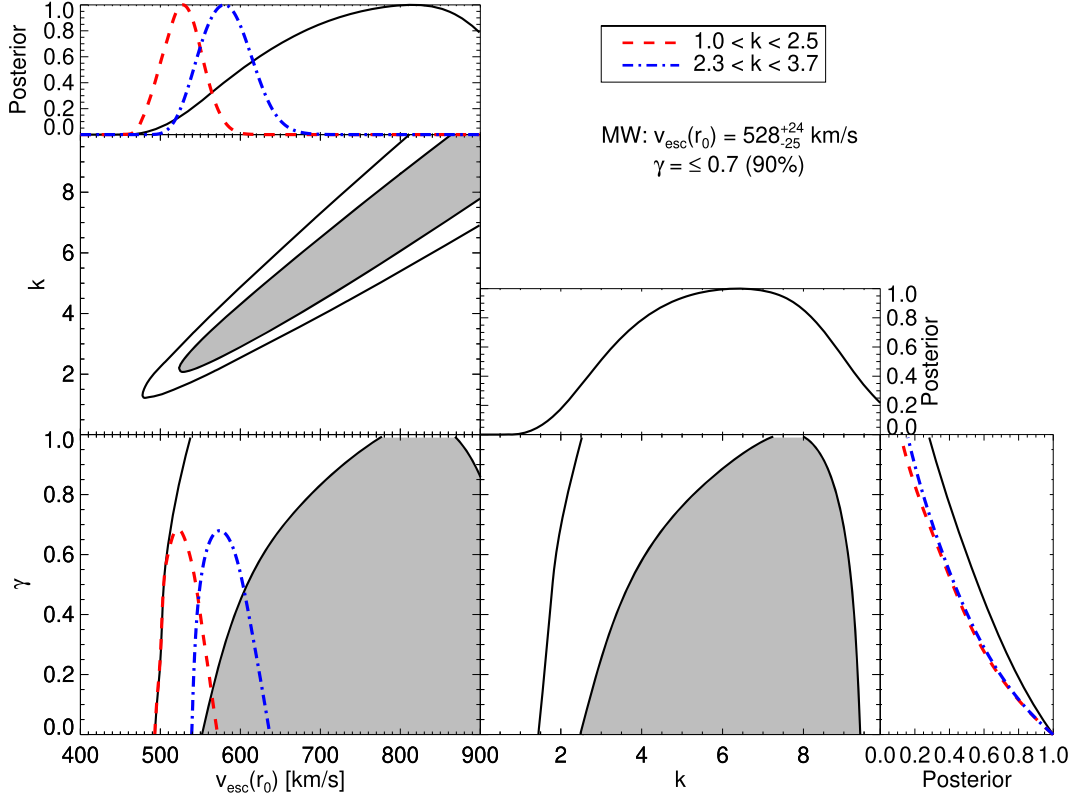 Posterior
1.0
0.8
0.6
0.4
0.2
0.0
1.0 < k < 2.5
2.3 < k < 3.7
MW: v_esc(r_0) = 528^{+24}_{-25} km/s
γ = ≤ 0.7 (90%)
k
8
6
4
2
1.0
0.8
0.6
0.4
0.2
0.0
Posterior
γ
1.0
0.8
0.6
0.4
0.2
0.0
400 500 600 700 800 900
v_esc(r_0) [km/s]
2 4 6 8
k
0.0 0.2 0.4 0.6 0.8 1.0
Posterior